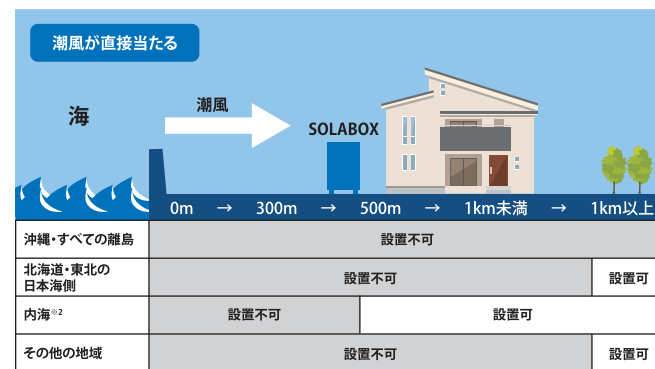 潮風が直接当たる
海
潮風
SOLABOX
0m → 300m → 500m → 1km未満 → 1km以上
沖縄・すべての離島
設置不可
北海道・東北の
日本海側
設置不可
設置可
内海※2
設置不可
設置可
その他の地域
設置不可
設置可